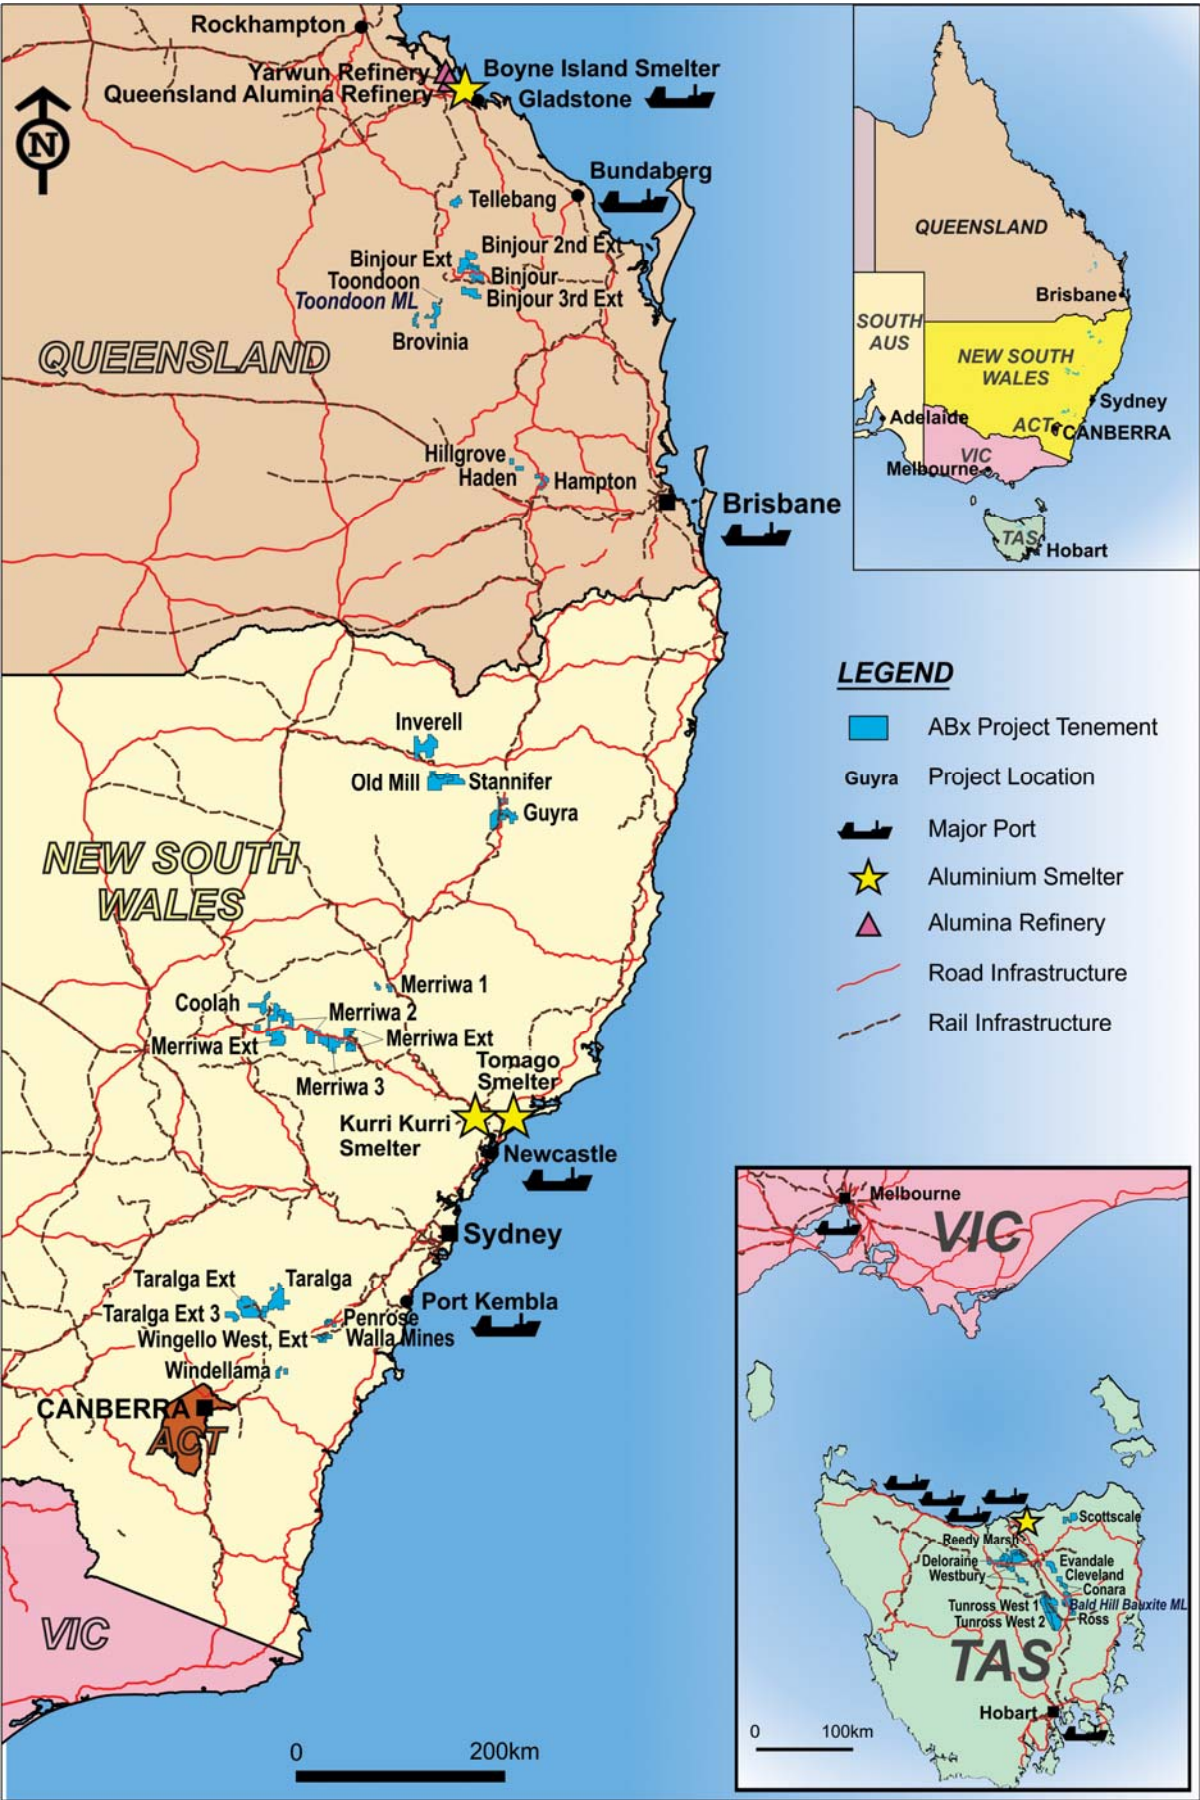 Rockhampton
Yarwun Refinery
Queensland Alumina Refinery
Boyne Island Smelter
Gladstone
N
Bundaberg
Tellebang
Binjour 2nd Ext
Binjour Ext
Toondoon
Binjour
Toondoon ML
Binjour 3rd Ext
Brovinia
QUEENSLAND
Hillgrove
Haden
Hampton
Brisbane
Inverell
Old Mill
Stannifer
Guyra
NEW SOUTH
WALES
Merriwa 1
Coolah
Merriwa 2
Merriwa Ext
Merriwa Ext
Merriwa 3
Tomago
Smelter
Kurri Kurri
Smelter
Newcastle
Sydney
Taralga Ext
Taralga
Taralga Ext 3
Port Kembla
Penrose
Wingello West, Ext
Walla Mines
Windellama
CANBERRA
ACT
VIC
0
200km
QUEENSLAND
Brisbane
SOUTH
AUS
NEW SOUTH
WALES
Sydney
Adelaide
ACT
CANBERRA
VIC
Melbourne
TAS
Hobart
LEGEND
ABx Project Tenement
Guyra Project Location
Major Port
Aluminium Smelter
Alumina Refinery
Road Infrastructure
Rail Infrastructure
Melbourne
VIC
Scottscale
Reedy Marsh
Deloraine
Westbury
Evandale
Cleveland
Conara
Tunross West 1
Bald Hill Bauxite ML
Tunross West 2
Ross
TAS
Hobart
0
100km